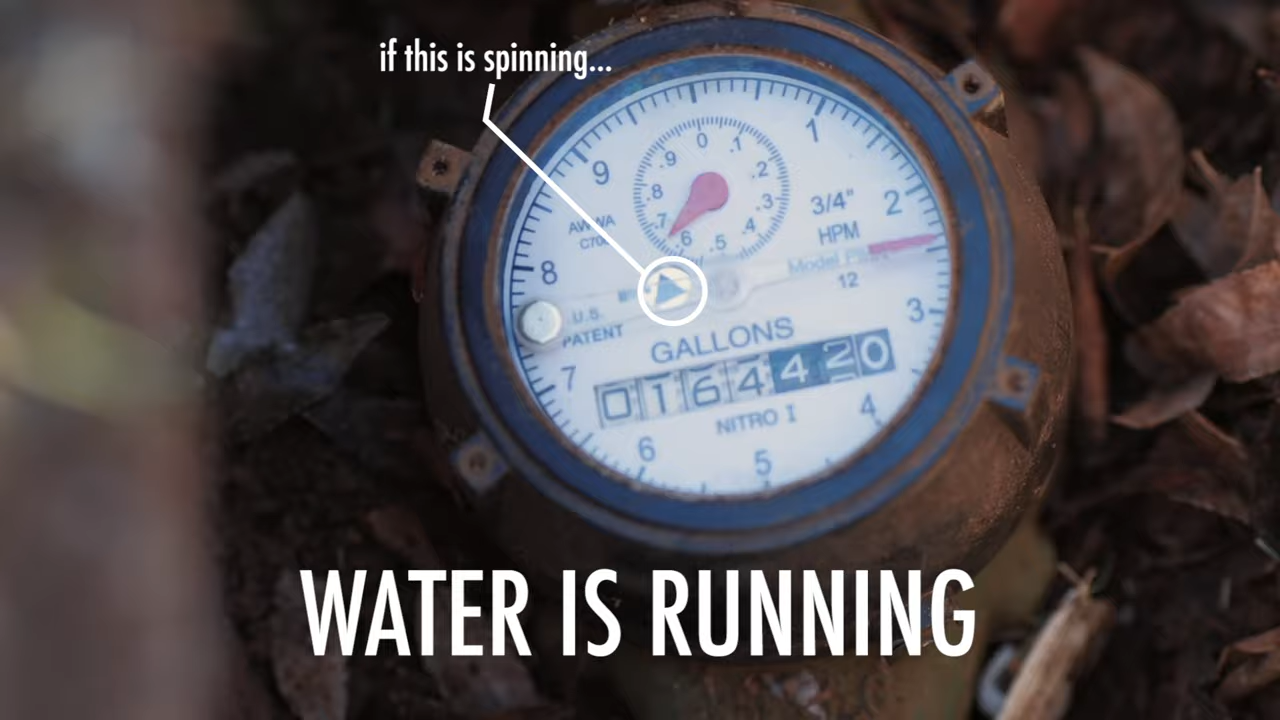 if this is spinning...
0
.1
.2
.3
.4
.5
.6
.7
.8
.9
1
2
3
4
5
6
7
8
9
AWWA
3/4"
HPM
Model
12
U.S.
PATENT
GALLONS
0164420
NITRO I
WATER IS RUNNING